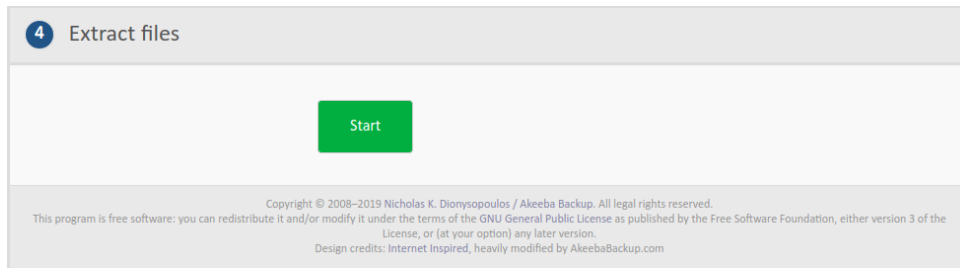 4 Extract files
Start
Copyright © 2008–2019 Nicholas K. Dionysopoulos / Akeeba Backup. All legal rights reserved.
This program is free software: you can redistribute it and/or modify it under the terms of the GNU General Public License as published by the Free Software Foundation, either version 3 of the
License, or (at your option) any later version.
Design credits: Internet Inspired, heavily modified by AkeebaBackup.com